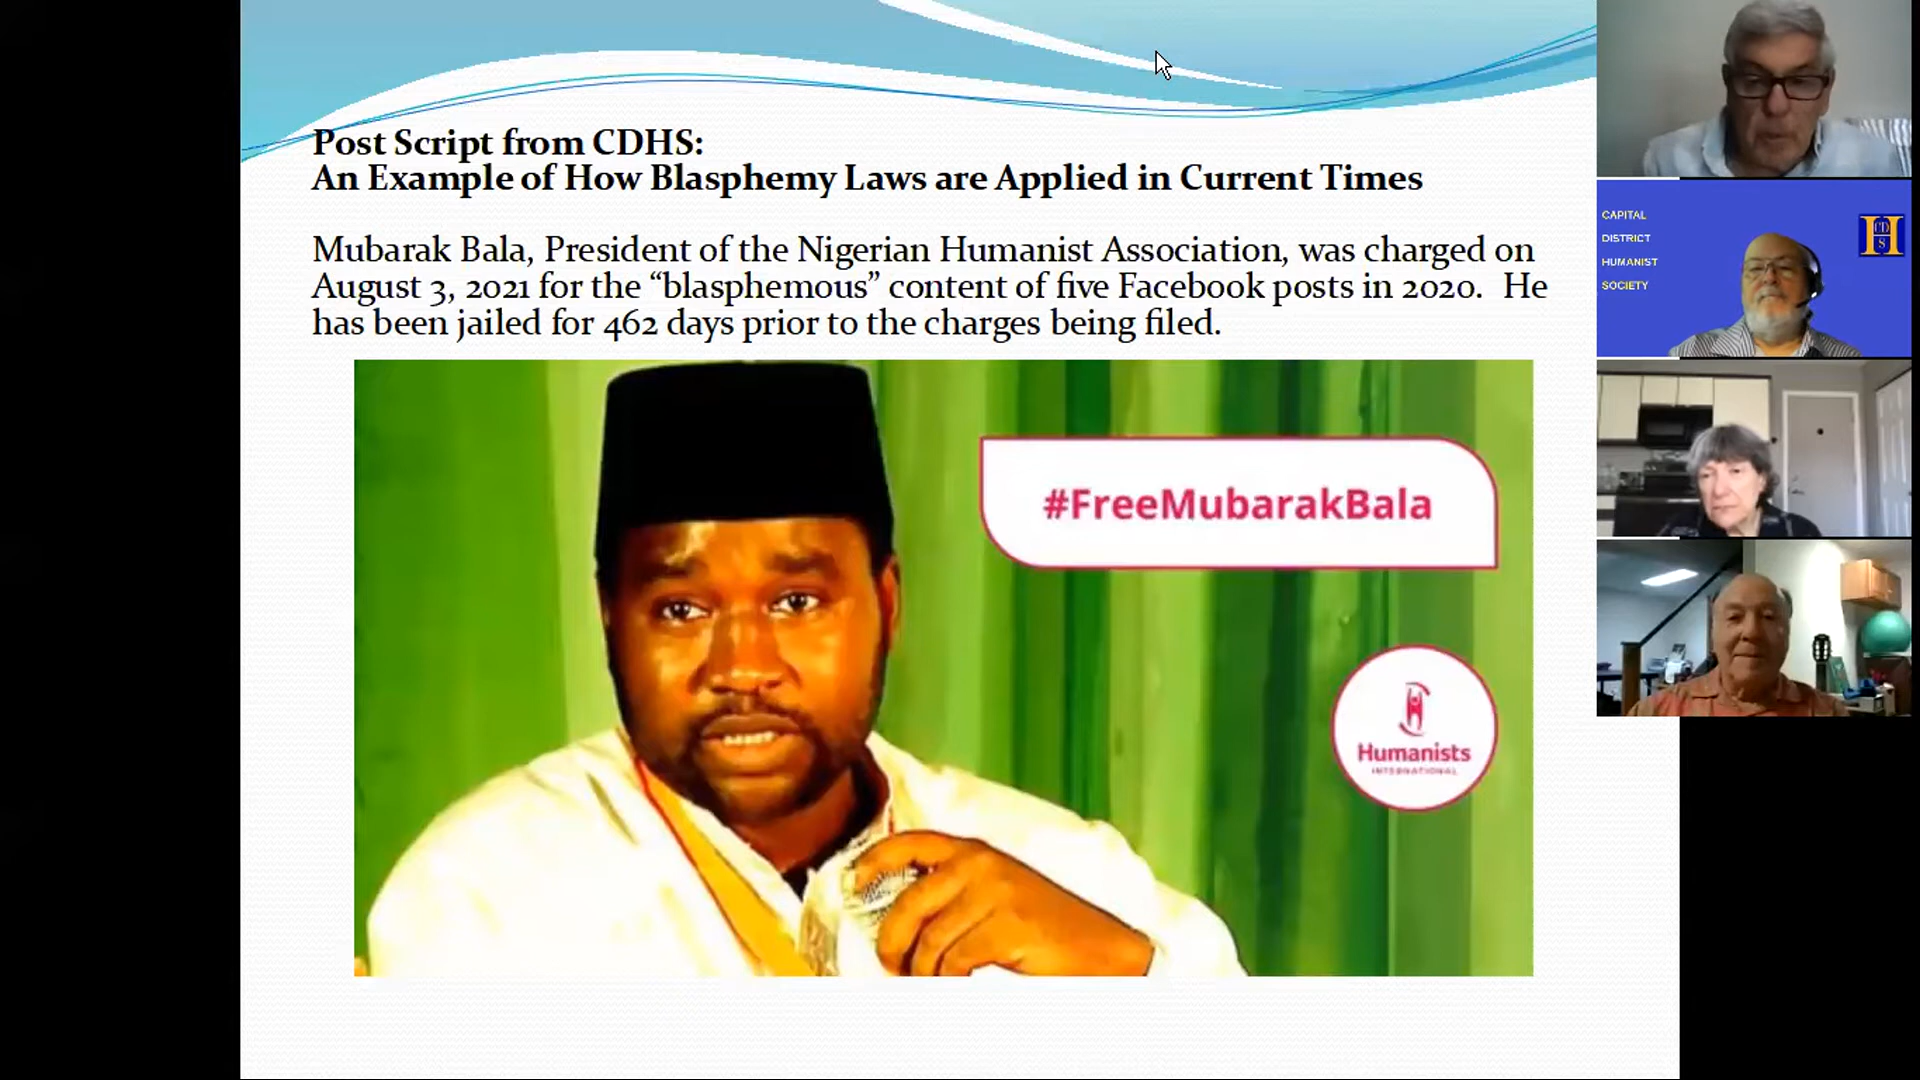 Post Script from CDHS:
An Example of How Blasphemy Laws are Applied in Current Times
Mubarak Bala, President of the Nigerian Humanist Association, was charged on
August 3, 2021 for the “blasphemous” content of five Facebook posts in 2020.  He
has been jailed for 462 days prior to the charges being filed.
#FreeMubarakBala
Humanists
INTERNATIONAL
CAPITAL
DISTRICT
HUMANIST
SOCIETY
H
CD
S